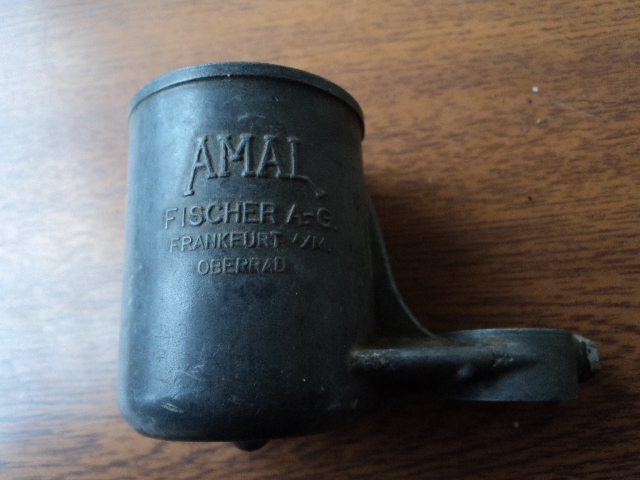 AMAL
FISCHER A-G.
FRANKFURT A/M.
OBERRAD